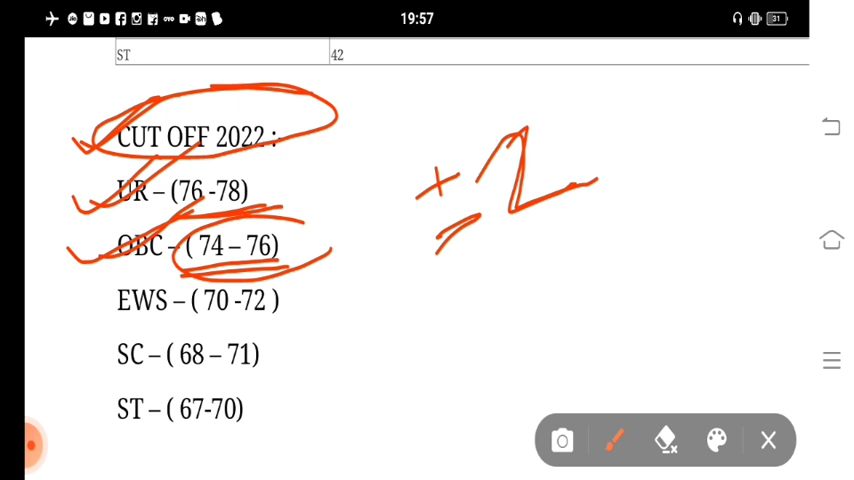 19:57
31
ST 42
CUT OFF 2022 :
UR – (76 -78)
OBC – ( 74 – 76)
EWS – ( 70 -72 )
SC – ( 68 – 71)
ST – ( 67-70)
+ 2